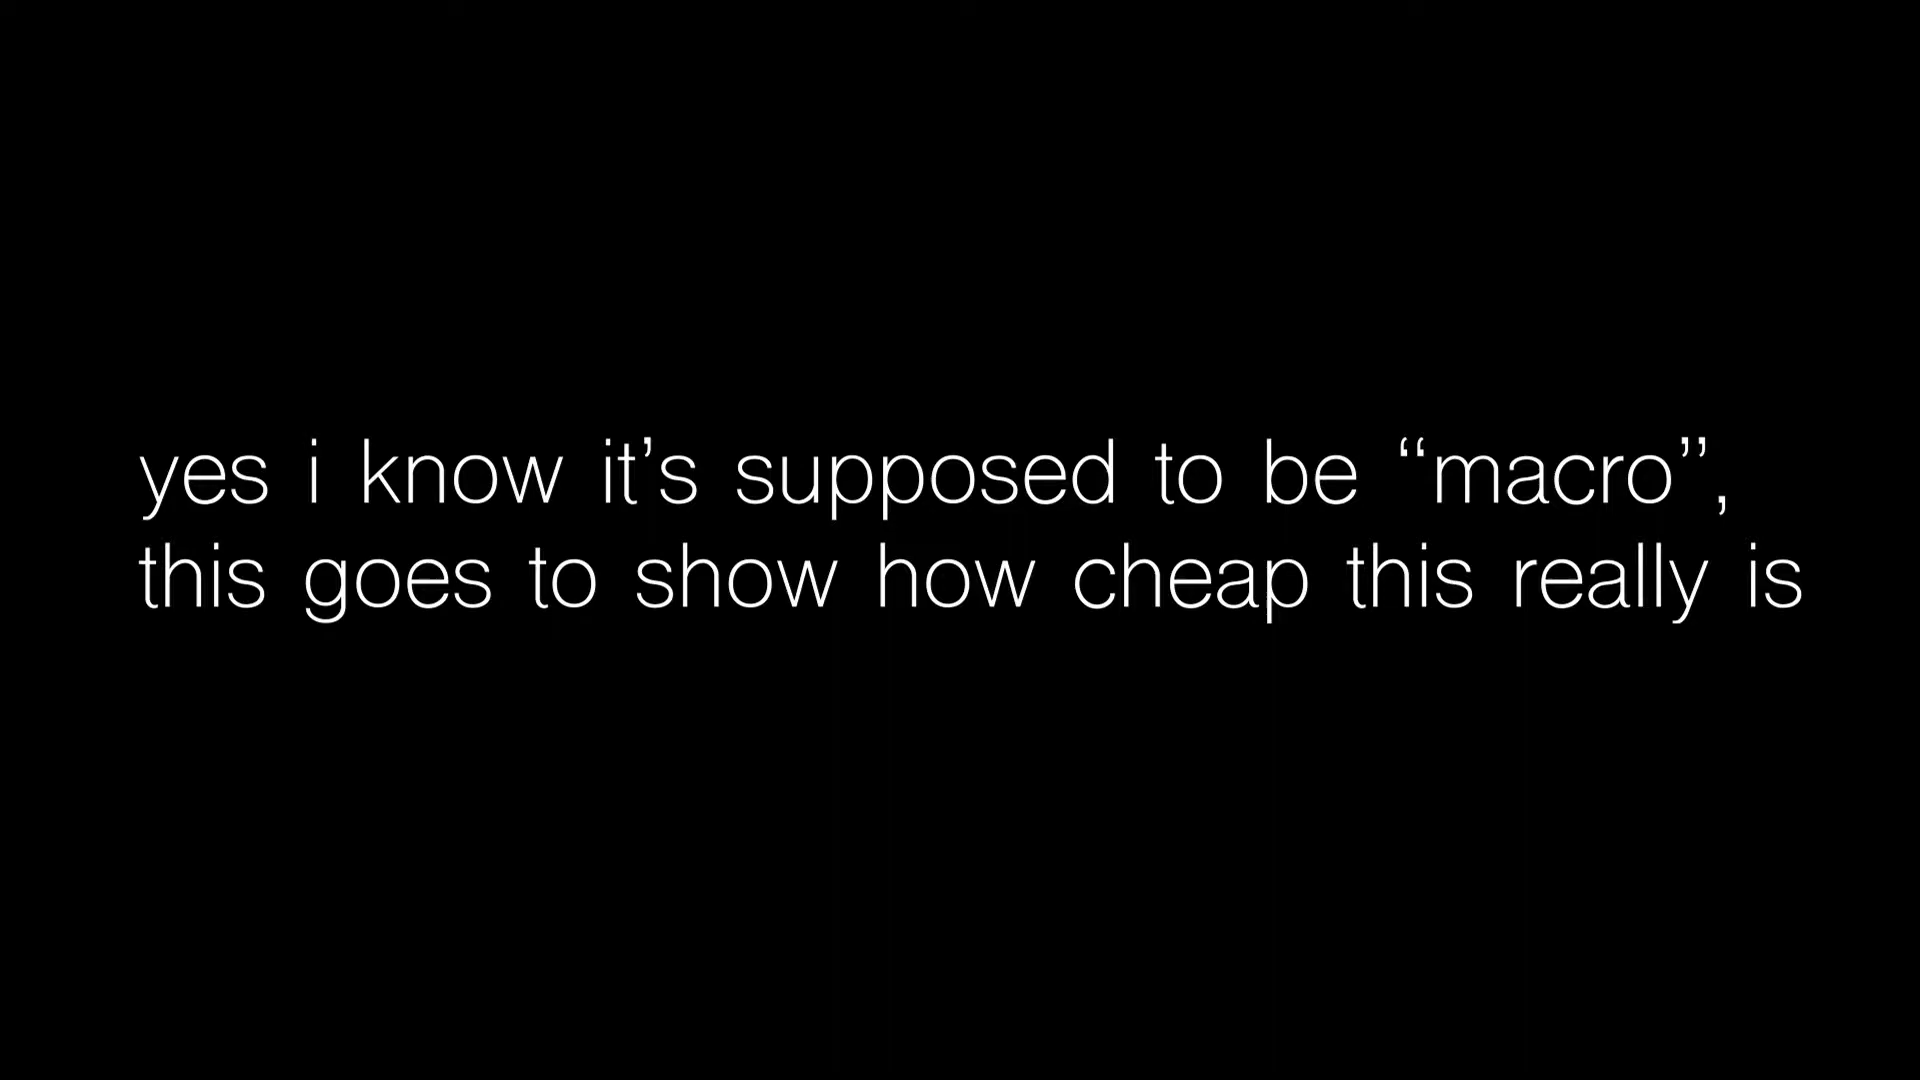 yes i know it’s supposed to be “macro”,
this goes to show how cheap this really is